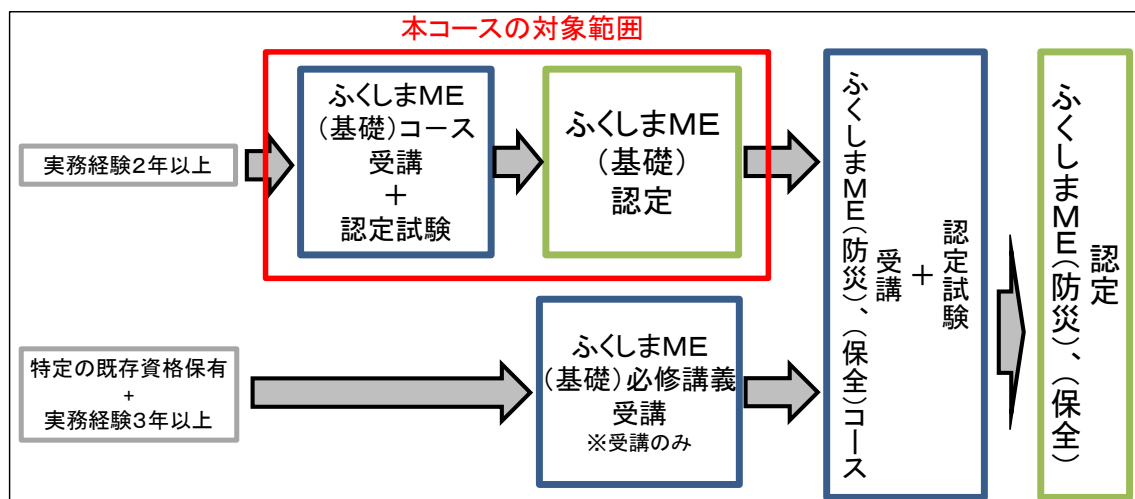 本コースの対象範囲
実務経験2年以上
ふくしまME
(基礎)コース
受講
+
認定試験
ふくしまME
(基礎)
認定
特定の既存資格保有
+
実務経験3年以上
ふくしまME
(基礎)必修講義
受講
※受講のみ
認定試験
+
受講
ふくしまME(防災)、(保全)コース
認定
ふくしまME(防災)、(保全)